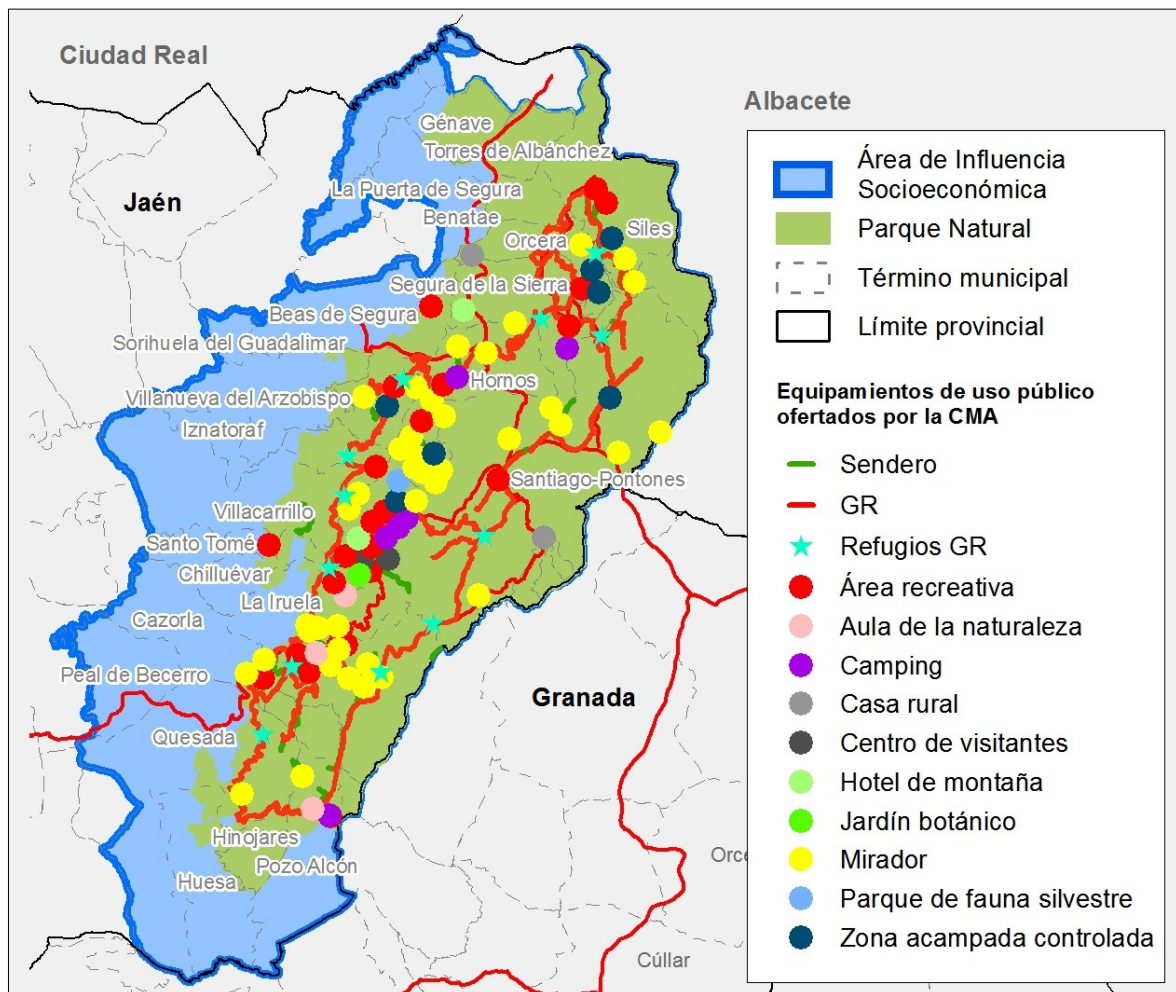 Ciudad Real
Albacete
Génave
Torres de Albánchez
Jaén
La Puerta de Segura
Benatae
Orcera
Siles
Segura de la Sierra
Beas de Segura
Sorihuela del Guadalimar
Hornos
Villanueva del Arzobispo
Iznatoraf
Santiago-Pontones
Villacarrillo
Santo Tomé
Chilluévar
La Iruela
Cazorla
Peal de Becerro
Granada
Quesada
Hinojares
Pozo Alcón
Huesa
Orce
Cúllar
Área de Influencia
Socioeconómica
Parque Natural
Término municipal
Límite provincial
Equipamientos de uso público
ofertados por la CMA
Sendero
GR
Refugios GR
Área recreativa
Aula de la naturaleza
Camping
Casa rural
Centro de visitantes
Hotel de montaña
Jardín botánico
Mirador
Parque de fauna silvestre
Zona acampada controlada